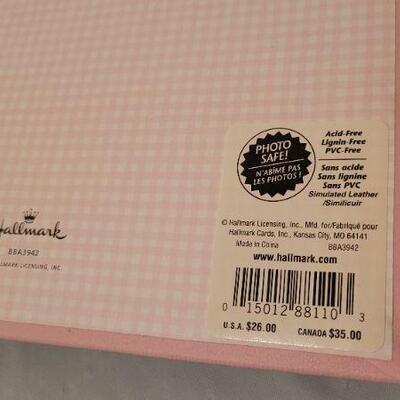 Hallmark
BBA3942
LMARK LICENSING, INC.
PHOTO
SAFE!
N'ABÎME PAS
LES PHOTOS !
Acid-Free
Lignin-Free
PVC-Free
Sans acide
Sans lignine
Sans PVC
Simulated Leather
/Similicuir
© Hallmark Licensing, Inc., Mfd. for/Fabriqué pour
Hallmark Cards, Inc., Kansas City, MO 64141
Made in China BBA3942
www.hallmark.com
0 15012 88110 3
U.S.A. $26.00 CANADA $35.00